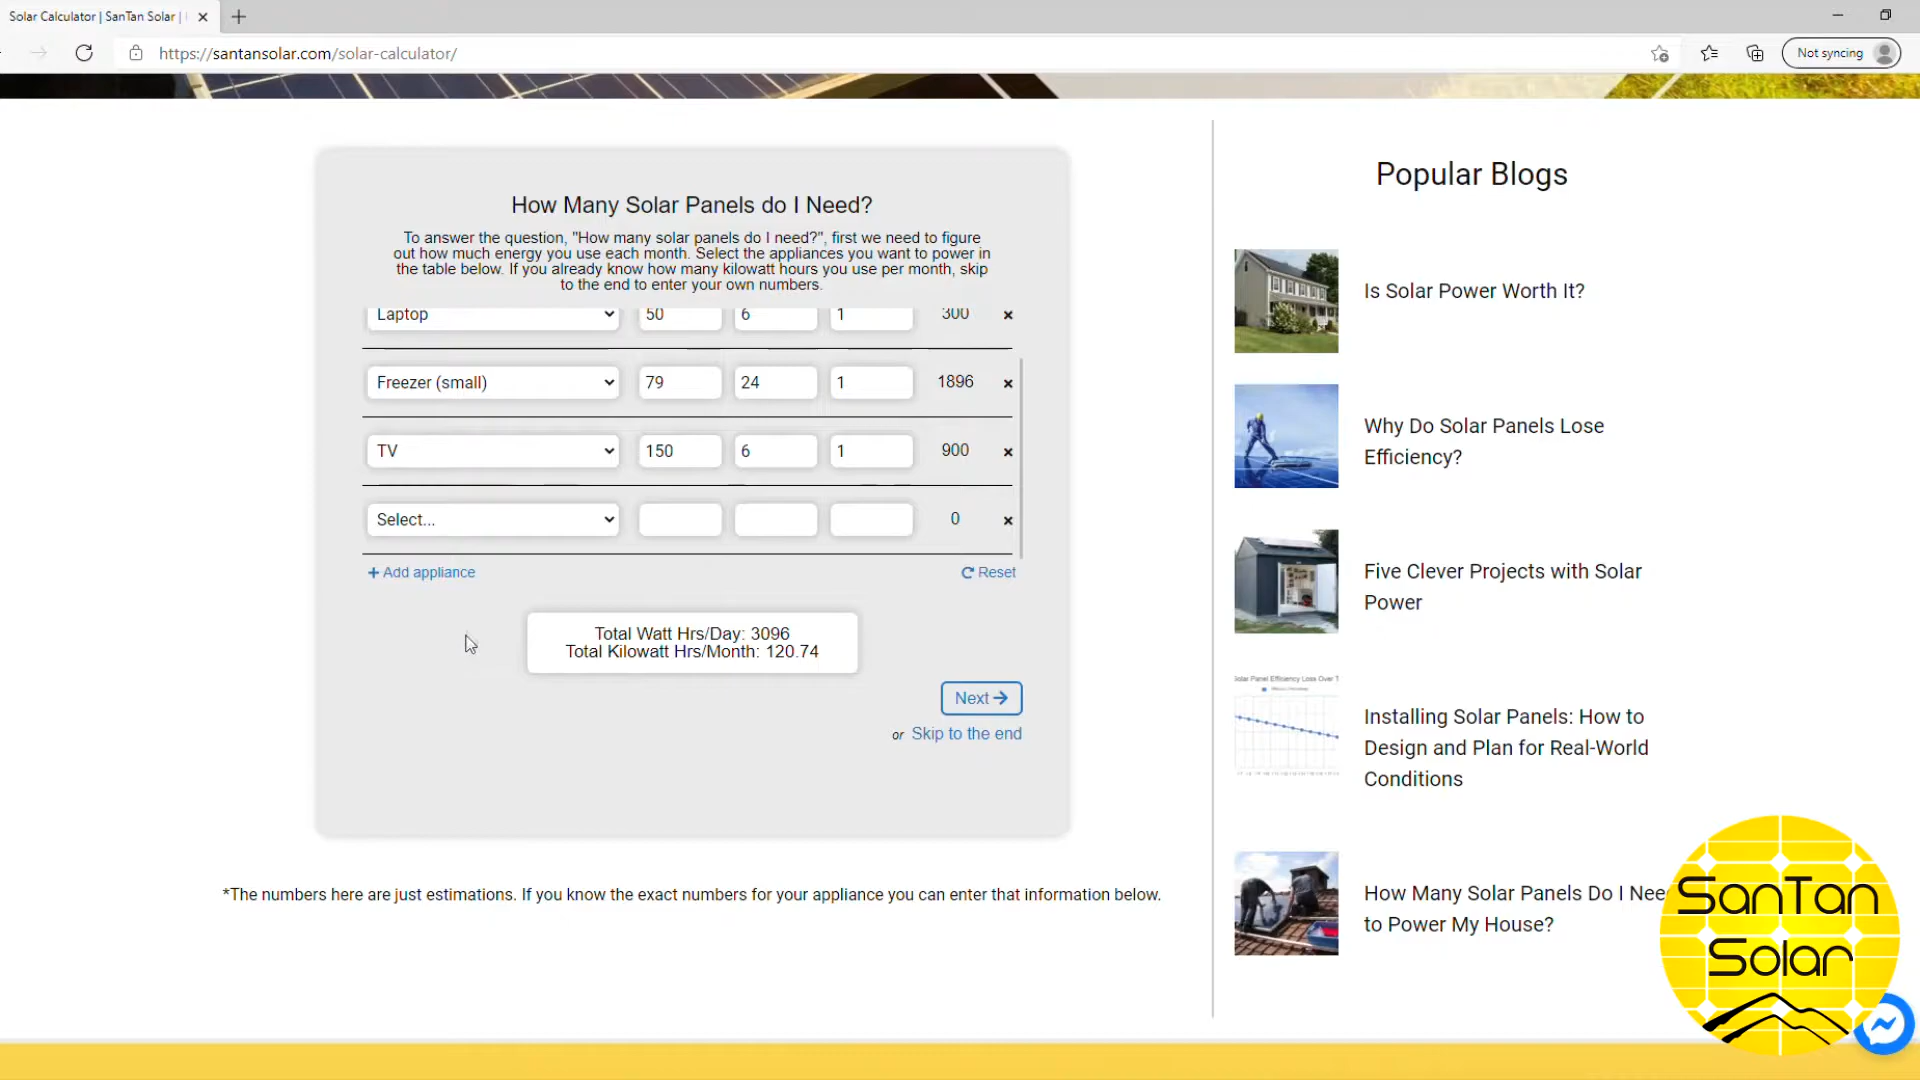 Solar Calculator | SanTan Solar |
Not syncing
https://santansolar.com/solar-calculator/
How Many Solar Panels do I Need?
To answer the question, "How many solar panels do I need?", first we need to figure
out how much energy you use each month. Select the appliances you want to power in
the table below. If you already know how many kilowatt hours you use per month, skip
to the end to enter your own numbers.
Laptop 50 6 1 300 ×
Freezer (small) 79 24 1 1896 ×
TV 150 6 1 900 ×
Select... 0 ×
+ Add appliance
Reset
Total Watt Hrs/Day: 3096
Total Kilowatt Hrs/Month: 120.74
Next →
or Skip to the end
*The numbers here are just estimations. If you know the exact numbers for your appliance you can enter that information below.
Popular Blogs
Is Solar Power Worth It?
Why Do Solar Panels Lose
Efficiency?
Five Clever Projects with Solar
Power
Solar Panel Efficiency Loss Over T
Installing Solar Panels: How to
Design and Plan for Real-World
Conditions
How Many Solar Panels Do I Nee
to Power My House?
SanTan
Solar